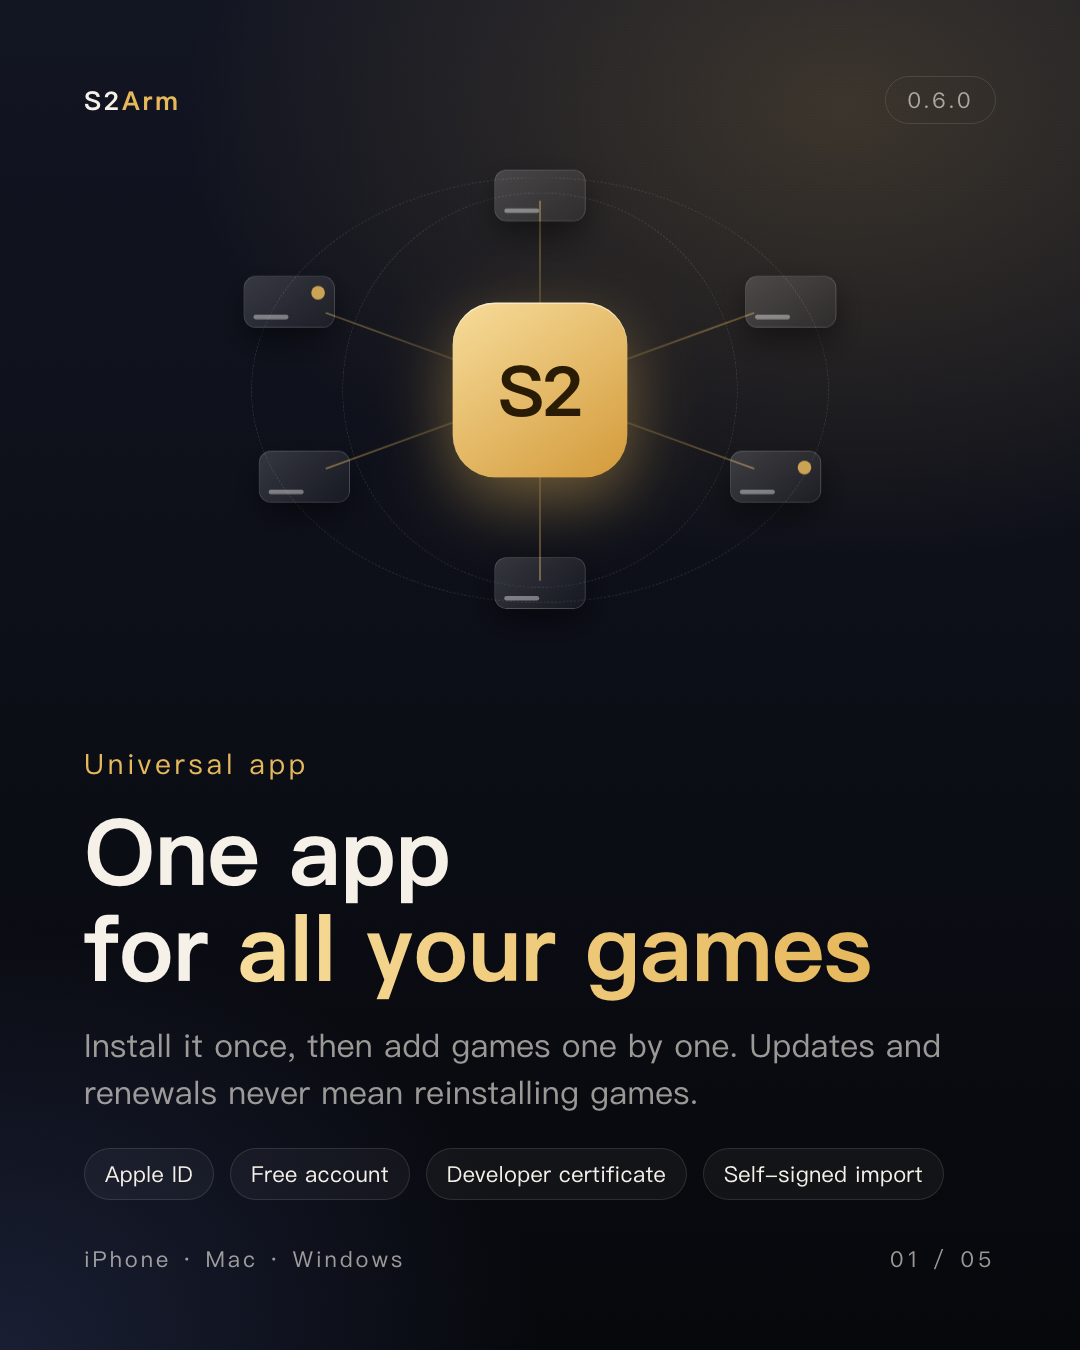 S2Arm
0.6.0
S2
Universal app
One app
for all your games
Install it once, then add games one by one. Updates and
renewals never mean reinstalling games.
Apple ID
Free account
Developer certificate
Self-signed import
iPhone · Mac · Windows
01 / 05